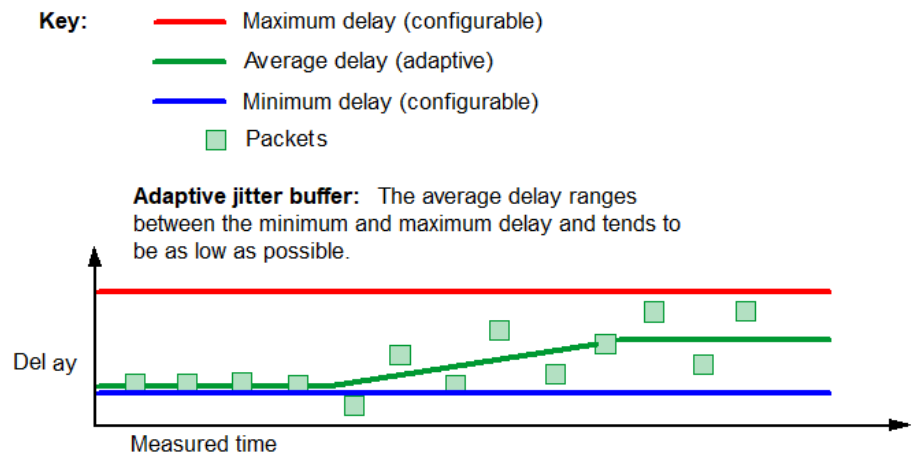 Key:
Maximum delay (configurable)
Average delay (adaptive)
Minimum delay (configurable)
Packets
Adaptive jitter buffer: The average delay ranges
between the minimum and maximum delay and tends to
be as low as possible.
Del ay
Measured time